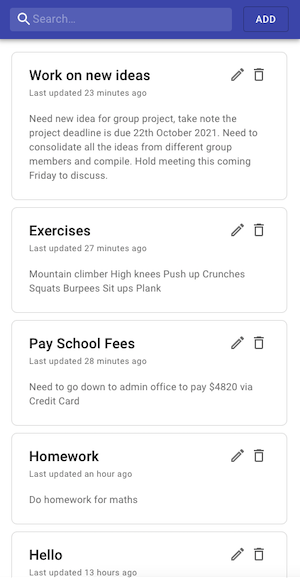 Search...
ADD
Work on new ideas
Last updated 23 minutes ago
Need new idea for group project, take note the
project deadline is due 22th October 2021. Need to
consolidate all the ideas from different group
members and compile. Hold meeting this coming
Friday to discuss.
Exercises
Last updated 27 minutes ago
Mountain climber High knees Push up Crunches
Squats Burpees Sit ups Plank
Pay School Fees
Last updated 28 minutes ago
Need to go down to admin office to pay $4820 via
Credit Card
Homework
Last updated an hour ago
Do homework for maths
Hello
Last updated 13 hours ago